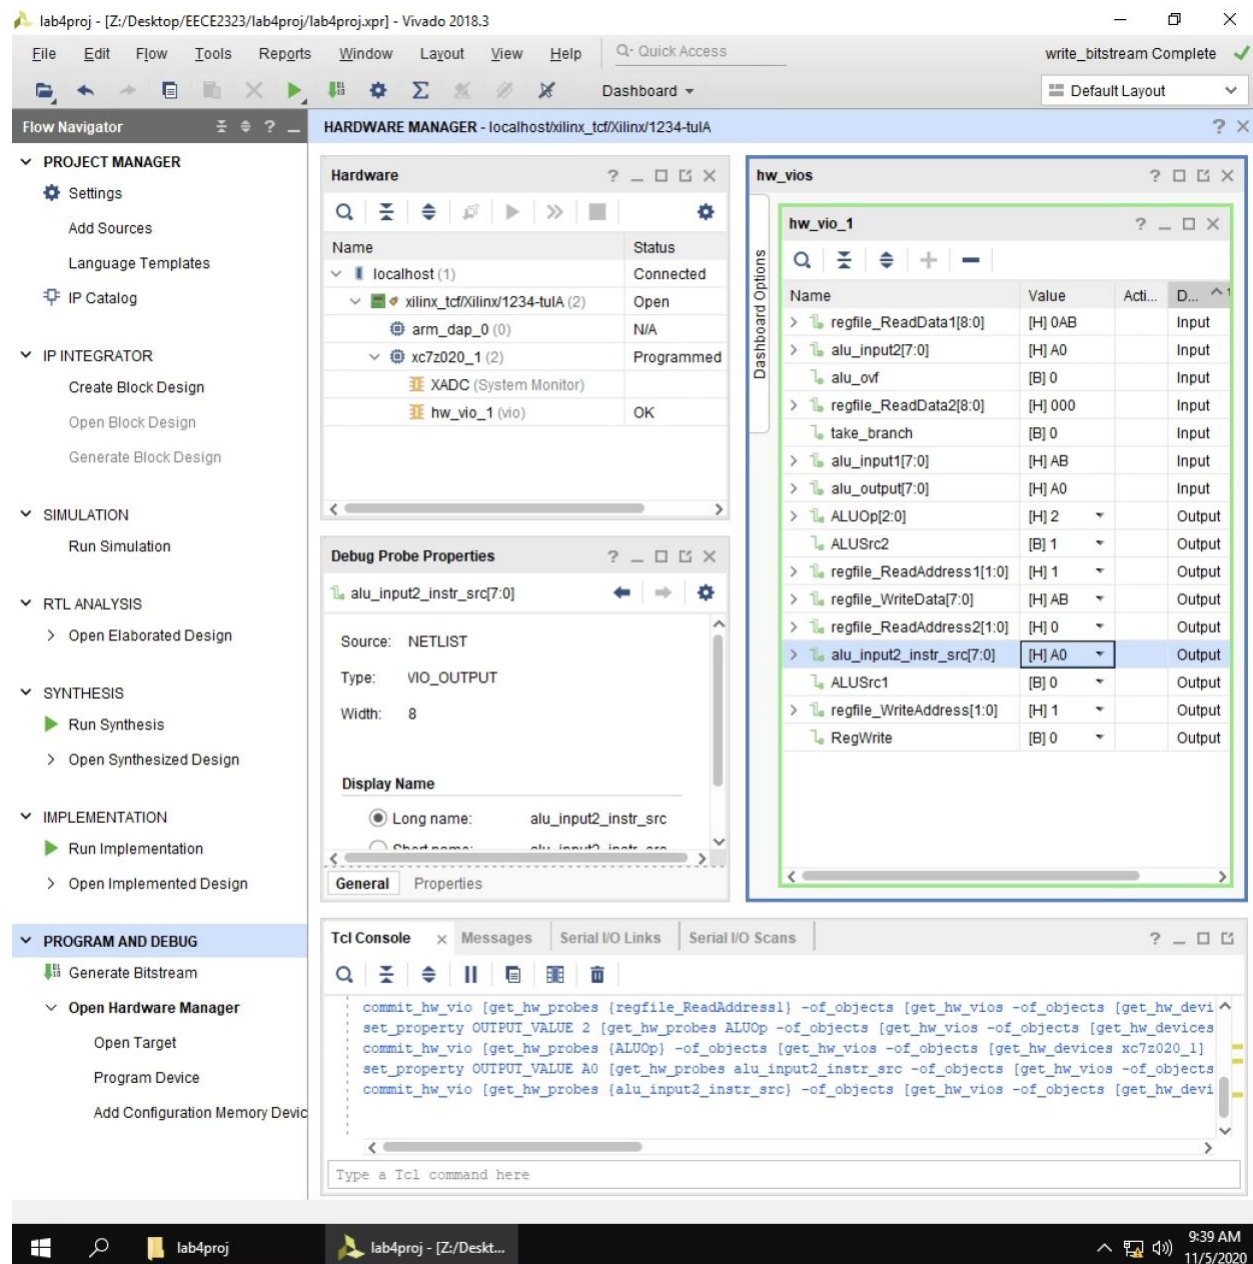 lab4proj - [Z:/Desktop/EECE2323/lab4proj/lab4proj.xpr] - Vivado 2018.3
File Edit Flow Tools Reports Window Layout View Help Q- Quick Access write_bitstream Complete
Dashboard Default Layout
Flow Navigator
PROJECT MANAGER
Settings
Add Sources
Language Templates
IP Catalog
IP INTEGRATOR
Create Block Design
Open Block Design
Generate Block Design
SIMULATION
Run Simulation
RTL ANALYSIS
Open Elaborated Design
SYNTHESIS
Run Synthesis
Open Synthesized Design
IMPLEMENTATION
Run Implementation
Open Implemented Design
PROGRAM AND DEBUG
Generate Bitstream
Open Hardware Manager
Open Target
Program Device
Add Configuration Memory Devic
HARDWARE MANAGER - localhost/xilinx_tcf/Xilinx/1234-tulA
Hardware
Name Status
localhost (1) Connected
xilinx_tcf/Xilinx/1234-tulA (2) Open
arm_dap_0 (0) N/A
xc7z020_1 (2) Programmed
XADC (System Monitor)
hw_vio_1 (vio) OK
Debug Probe Properties
alu_input2_instr_src[7:0]
Source: NETLIST
Type: VIO_OUTPUT
Width: 8
Display Name
Long name: alu_input2_instr_src
Short name: alu_input2_instr_src
General Properties
hw_vios
Dashboard Options
hw_vio_1
Name Value Acti... D... 1
regfile_ReadData1[8:0] [H] 0AB Input
alu_input2[7:0] [H] A0 Input
alu_ovf [B] 0 Input
regfile_ReadData2[8:0] [H] 000 Input
take_branch [B] 0 Input
alu_input1[7:0] [H] AB Input
alu_output[7:0] [H] A0 Input
ALUOp[2:0] [H] 2 Output
ALUSrc2 [B] 1 Output
regfile_ReadAddress1[1:0] [H] 1 Output
regfile_WriteData[7:0] [H] AB Output
regfile_ReadAddress2[1:0] [H] 0 Output
alu_input2_instr_src[7:0] [H] A0 Output
ALUSrc1 [B] 0 Output
regfile_WriteAddress[1:0] [H] 1 Output
RegWrite [B] 0 Output
Tcl Console Messages Serial I/O Links Serial I/O Scans
commit_hw_vio [get_hw_probes {regfile_ReadAddress1} -of_objects [get_hw_vios -of_objects [get_hw_devi
set_property OUTPUT_VALUE 2 [get_hw_probes ALUOp -of_objects [get_hw_vios -of_objects [get_hw_devices
commit_hw_vio [get_hw_probes {ALUOp} -of_objects [get_hw_vios -of_objects [get_hw_devices xc7z020_1]
set_property OUTPUT_VALUE A0 [get_hw_probes alu_input2_instr_src -of_objects [get_hw_vios -of_objects
commit_hw_vio [get_hw_probes {alu_input2_instr_src} -of_objects [get_hw_vios -of_objects [get_hw_devi
Type a Tcl command here
lab4proj lab4proj - [Z:/Deskt... 9:39 AM
11/5/2020